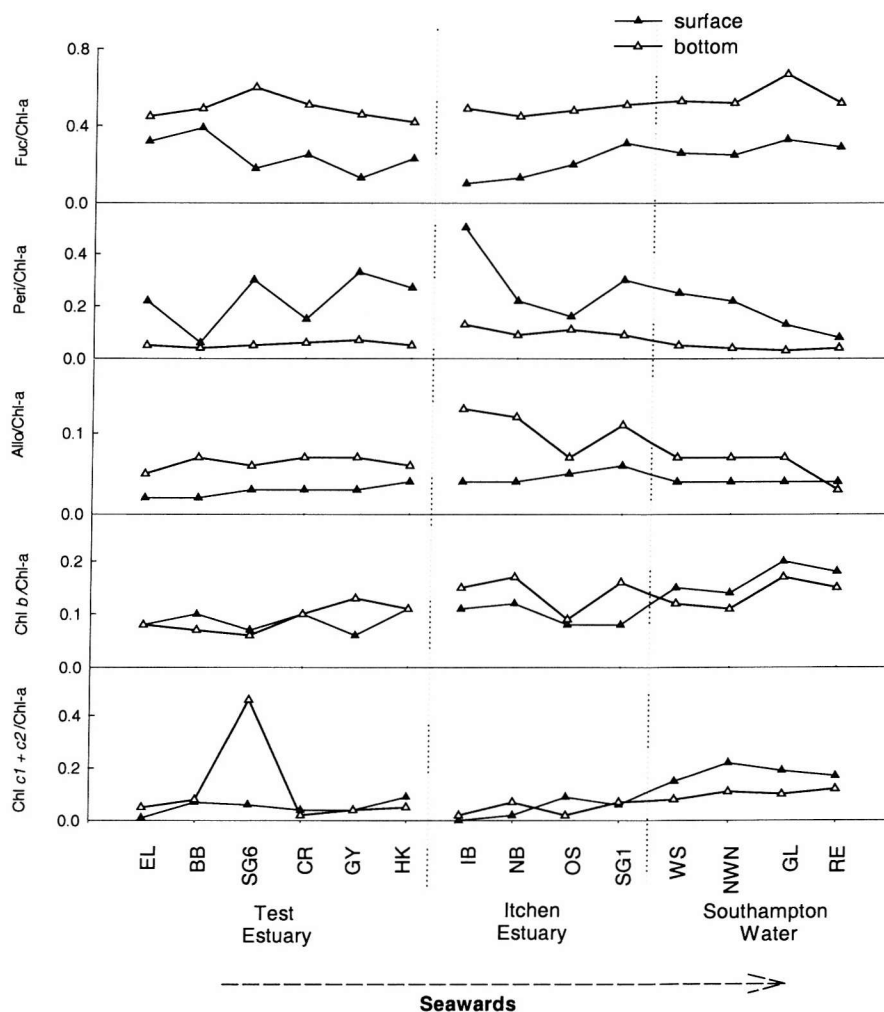 surface
bottom
0.8
0.4
0.0
Fuc/Chl-a
0.4
0.2
0.0
Peri/Chl-a
0.1
0.0
Allo/Chl-a
0.2
0.1
0.0
Chl b/Chl-a
0.4
0.2
0.0
Chl c1 + c2/Chl-a
EL BB SG6 CR GY HK IB NB OS SG1 WS NWN GL RE
Test Itchen Southampton
Estuary Estuary Water
Seawards